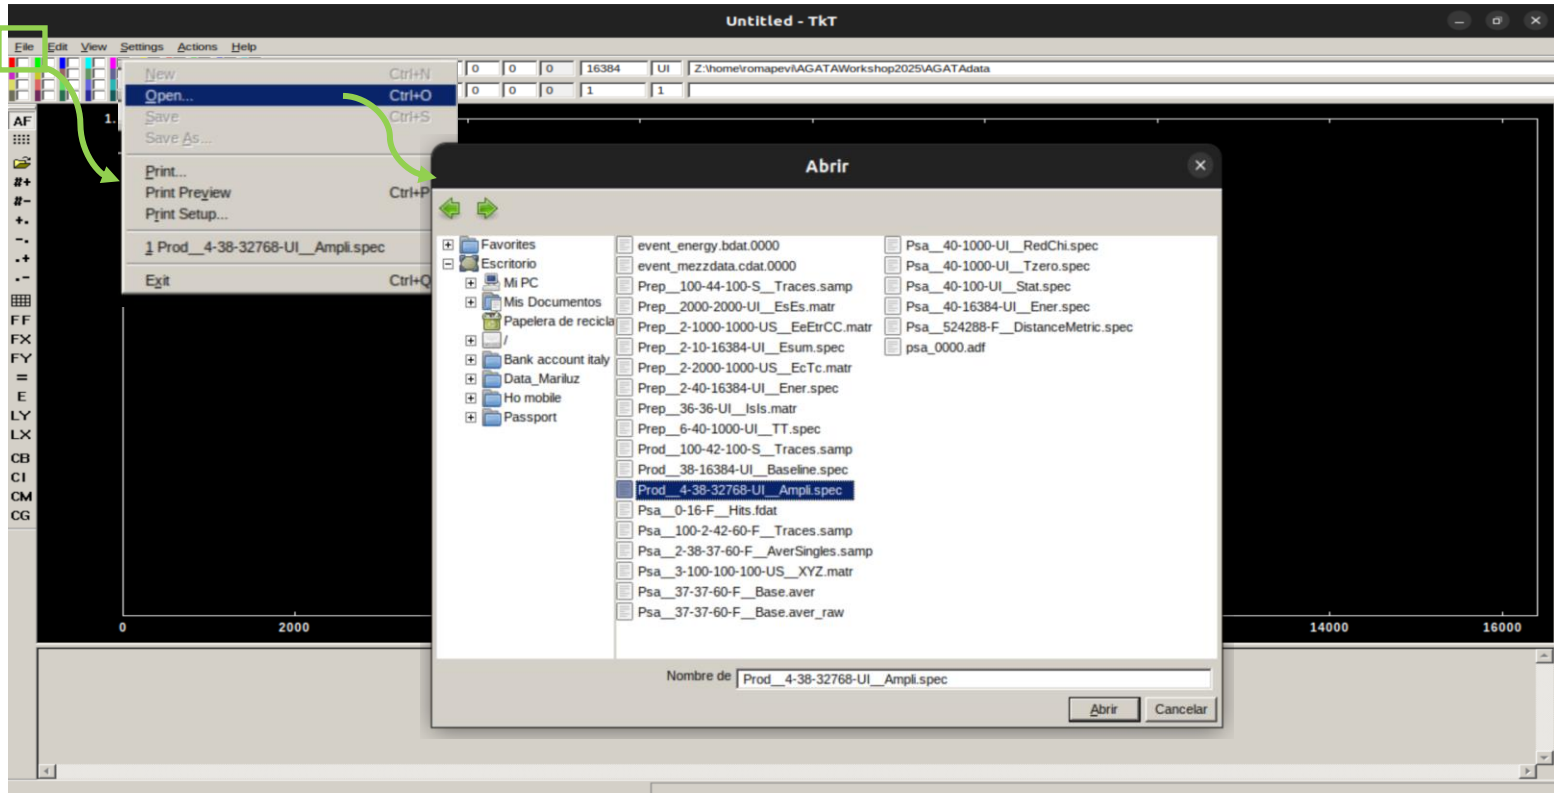 Untitled - TkT
File Edit View Settings Actions Help
0 0 0 16384 UI Z:\home\romapevi\AGATAWorkshop2025\AGATAdata
0 0 0 1 1
New Ctrl+N
Open... Ctrl+O
Save Ctrl+S
Save As...
Print...
Print Preview Ctrl+P
Print Setup...
1 Prod__4-38-32768-UI__Ampli.spec
Exit Ctrl+Q
AF
#+
#-
+.
-.
.+
.-
FF
FX
FY
=
E
LY
LX
CB
CI
CM
CG
1.
0 2000 14000 16000
Abrir
Favorites
Escritorio
Mi PC
Mis Documentos
Papelera de recicla
/
Bank account italy
Data_Mariluz
Ho mobile
Passport
event_energy.bdat.0000
event_mezzdata.cdat.0000
Prep__100-44-100-S__Traces.samp
Prep__2000-2000-UI__EsEs.matr
Prep__2-1000-1000-US__EeEtrCC.matr
Prep__2-10-16384-UI__Esum.spec
Prep__2-2000-1000-US__EcTc.matr
Prep__2-40-16384-UI__Ener.spec
Prep__36-36-UI__IsIs.matr
Prep__6-40-1000-UI__TT.spec
Prod__100-42-100-S__Traces.samp
Prod__38-16384-UI__Baseline.spec
Prod__4-38-32768-UI__Ampli.spec
Psa__0-16-F__Hits.fdat
Psa__100-2-42-60-F__Traces.samp
Psa__2-38-37-60-F__AverSingles.samp
Psa__3-100-100-100-US__XYZ.matr
Psa__37-37-60-F__Base.aver
Psa__37-37-60-F__Base.aver_raw
Psa__40-1000-UI__RedChi.spec
Psa__40-1000-UI__Tzero.spec
Psa__40-100-UI__Stat.spec
Psa__40-16384-UI__Ener.spec
Psa__524288-F__DistanceMetric.spec
psa_0000.adf
Nombre de Prod__4-38-32768-UI__Ampli.spec
Abrir Cancelar